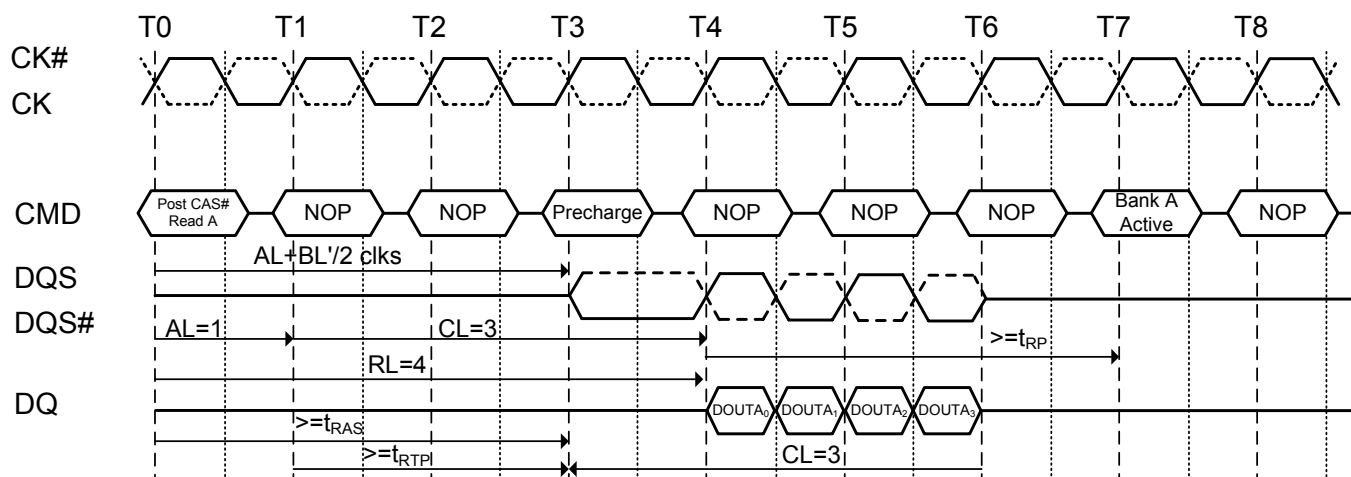 T0 T1 T2 T3 T4 T5 T6 T7 T8
CK#
CK
CMD
Post CAS# Read A
NOP
NOP
Precharge
NOP
NOP
NOP
Bank A Active
NOP
AL+BL'/2 clks
DQS
DQS#
AL=1
CL=3
>=tRP
RL=4
DQ
DOUTA0 DOUTA1 DOUTA2 DOUTA3
>=tRAS
>=tRTP
CL=3